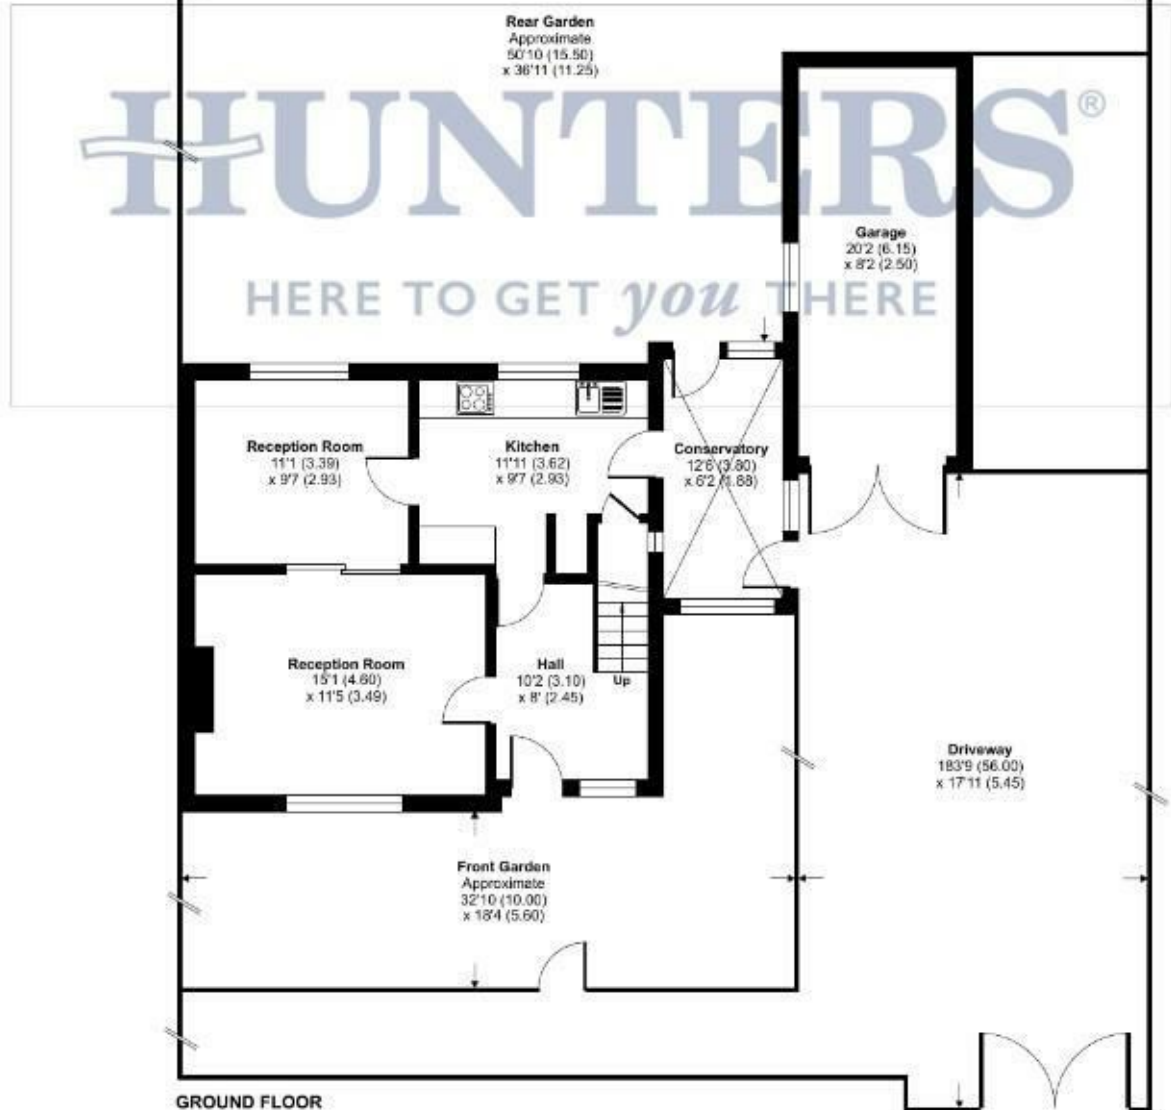 Rear Garden
Approximate
50'10 (15.50)
x 36'11 (11.25)
HUNTERS®
HERE TO GET you THERE
Garage
20'2 (6.15)
x 8'2 (2.50)
Reception Room
11'1 (3.39)
x 9'7 (2.93)
Kitchen
11'11 (3.62)
x 9'7 (2.93)
Conservatory
12'6 (3.80)
x 6'2 (1.88)
Reception Room
15'1 (4.60)
x 11'5 (3.49)
Hall
10'2 (3.10)
x 8' (2.45)
Up
Driveway
183'9 (56.00)
x 17'11 (5.45)
Front Garden
Approximate
32'10 (10.00)
x 18'4 (5.60)
GROUND FLOOR